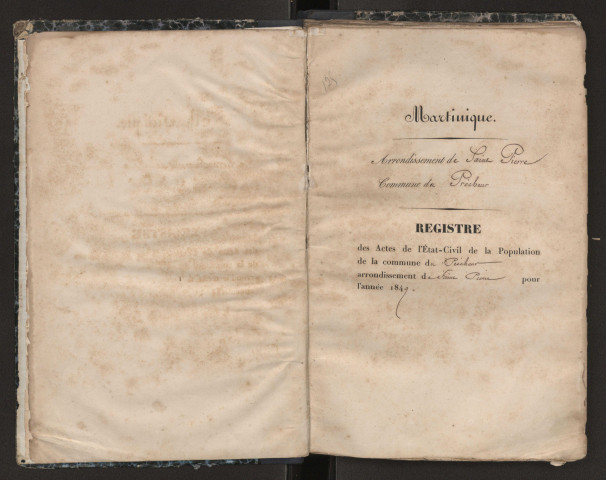 Martinique.
Arrondissement de Saint Pierre
Commune du Prêcheur
REGISTRE
des Actes de l'État-Civil de la Population
de la commune du Prêcheur
arrondissement de Saint Pierre pour
l'année 1849.